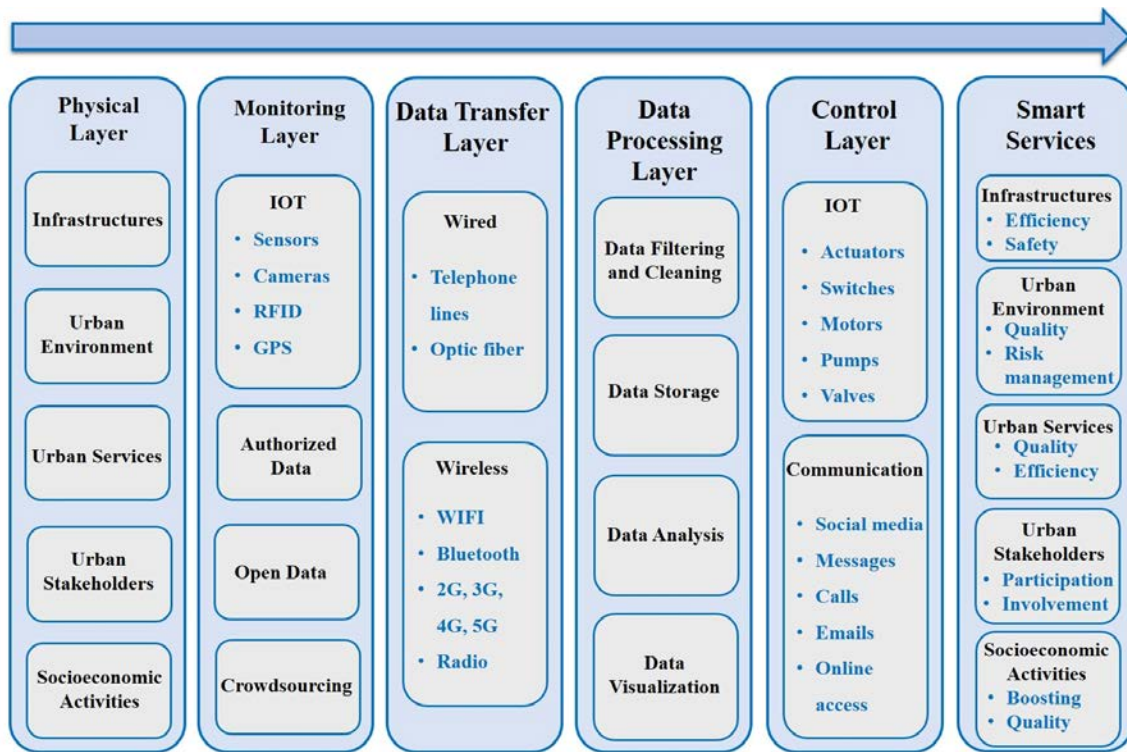 Physical
Layer
Infrastructures
Urban
Environment
Urban Services
Urban
Stakeholders
Socioeconomic
Activities
Monitoring
Layer
IOT
• Sensors
• Cameras
• RFID
• GPS
Authorized
Data
Open Data
Crowdsourcing
Data Transfer
Layer
Wired
• Telephone
lines
• Optic fiber
Wireless
• WIFI
• Bluetooth
• 2G, 3G,
4G, 5G
• Radio
Data
Processing
Layer
Data Filtering
and Cleaning
Data Storage
Data Analysis
Data
Visualization
Control
Layer
IOT
• Actuators
• Switches
• Motors
• Pumps
• Valves
Communication
• Social media
• Messages
• Calls
• Emails
• Online
access
Smart
Services
Infrastructures
• Efficiency
• Safety
Urban
Environment
• Quality
• Risk
management
Urban Services
• Quality
• Efficiency
Urban
Stakeholders
• Participation
• Involvement
Socioeconomic
Activities
• Boosting
• Quality